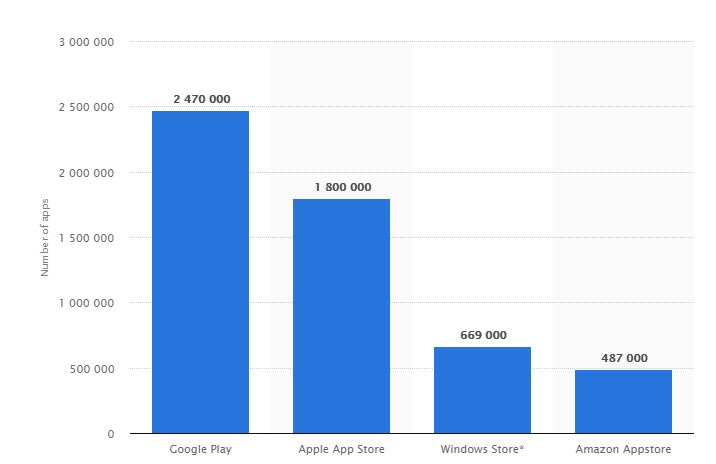 3 000 000
2 470 000
2 500 000
2 000 000
1 800 000
1 500 000
Number of apps
1 000 000
669 000
500 000
487 000
0
Google Play
Apple App Store
Windows Store*
Amazon Appstore